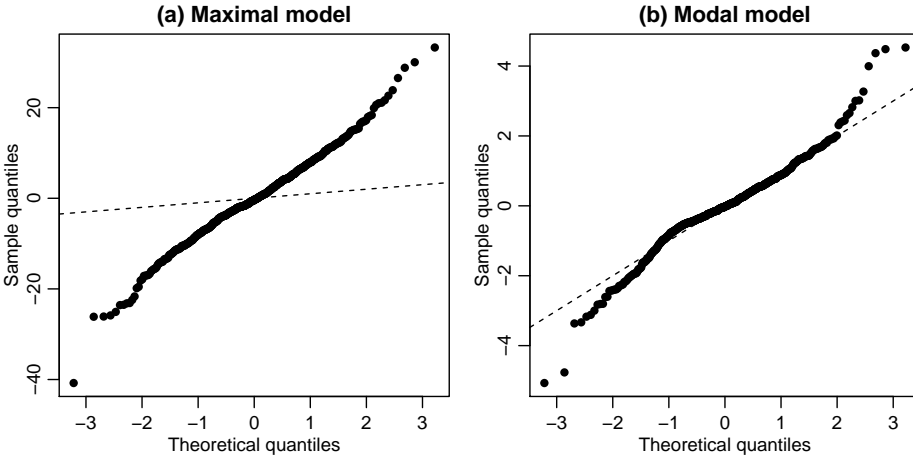 (a) Maximal model
Sample quantiles
20
0
−20
−40
−3 −2 −1 0 1 2 3
Theoretical quantiles
(b) Modal model
Sample quantiles
4
2
0
−2
−4
−3 −2 −1 0 1 2 3
Theoretical quantiles